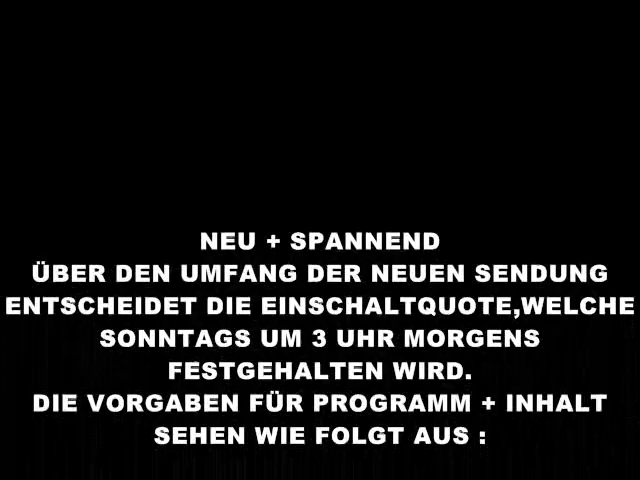 NEU + SPANNEND
ÜBER DEN UMFANG DER NEUEN SENDUNG
ENTSCHEIDET DIE EINSCHALTQUOTE,WELCHE
SONNTAGS UM 3 UHR MORGENS
FESTGEHALTEN WIRD.
DIE VORGABEN FÜR PROGRAMM + INHALT
SEHEN WIE FOLGT AUS :